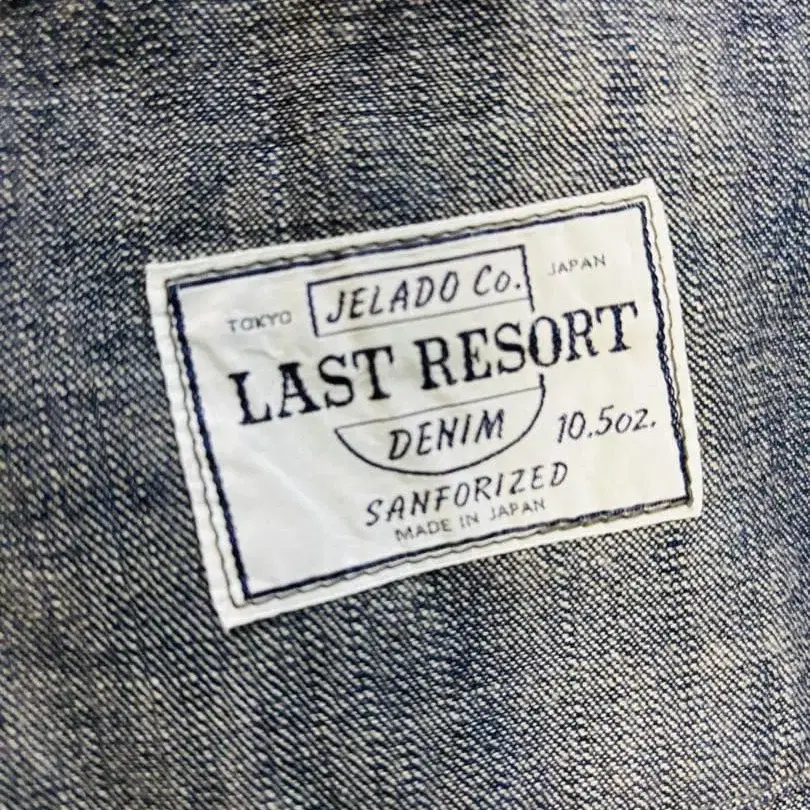 JELADO Co.
TOKYO JAPAN
LAST RESORT
DENIM 10.5oz.
SANFORIZED
MADE IN JAPAN